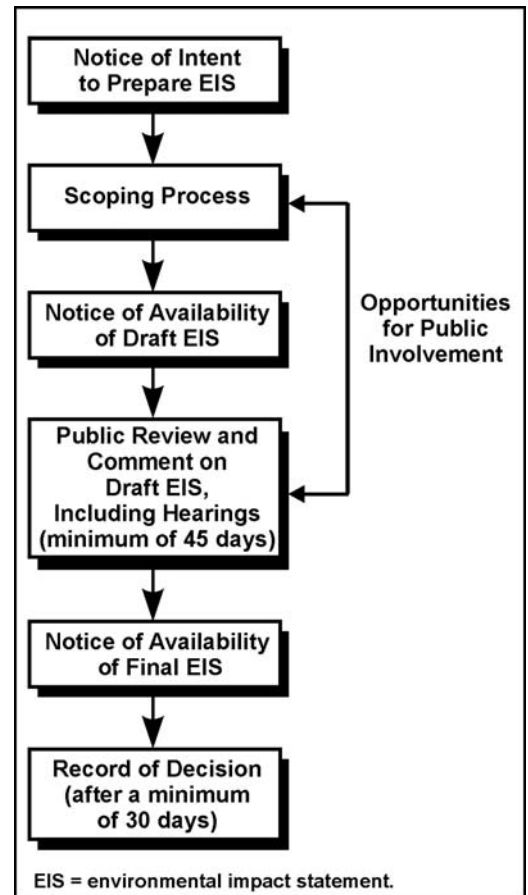 Notice of Intent
to Prepare EIS
Scoping Process
Opportunities
for Public
Involvement
Notice of Availability
of Draft EIS
Public Review and
Comment on
Draft EIS,
Including Hearings
(minimum of 45 days)
Notice of Availability
of Final EIS
Record of Decision
(after a minimum
of 30 days)
EIS = environmental impact statement.